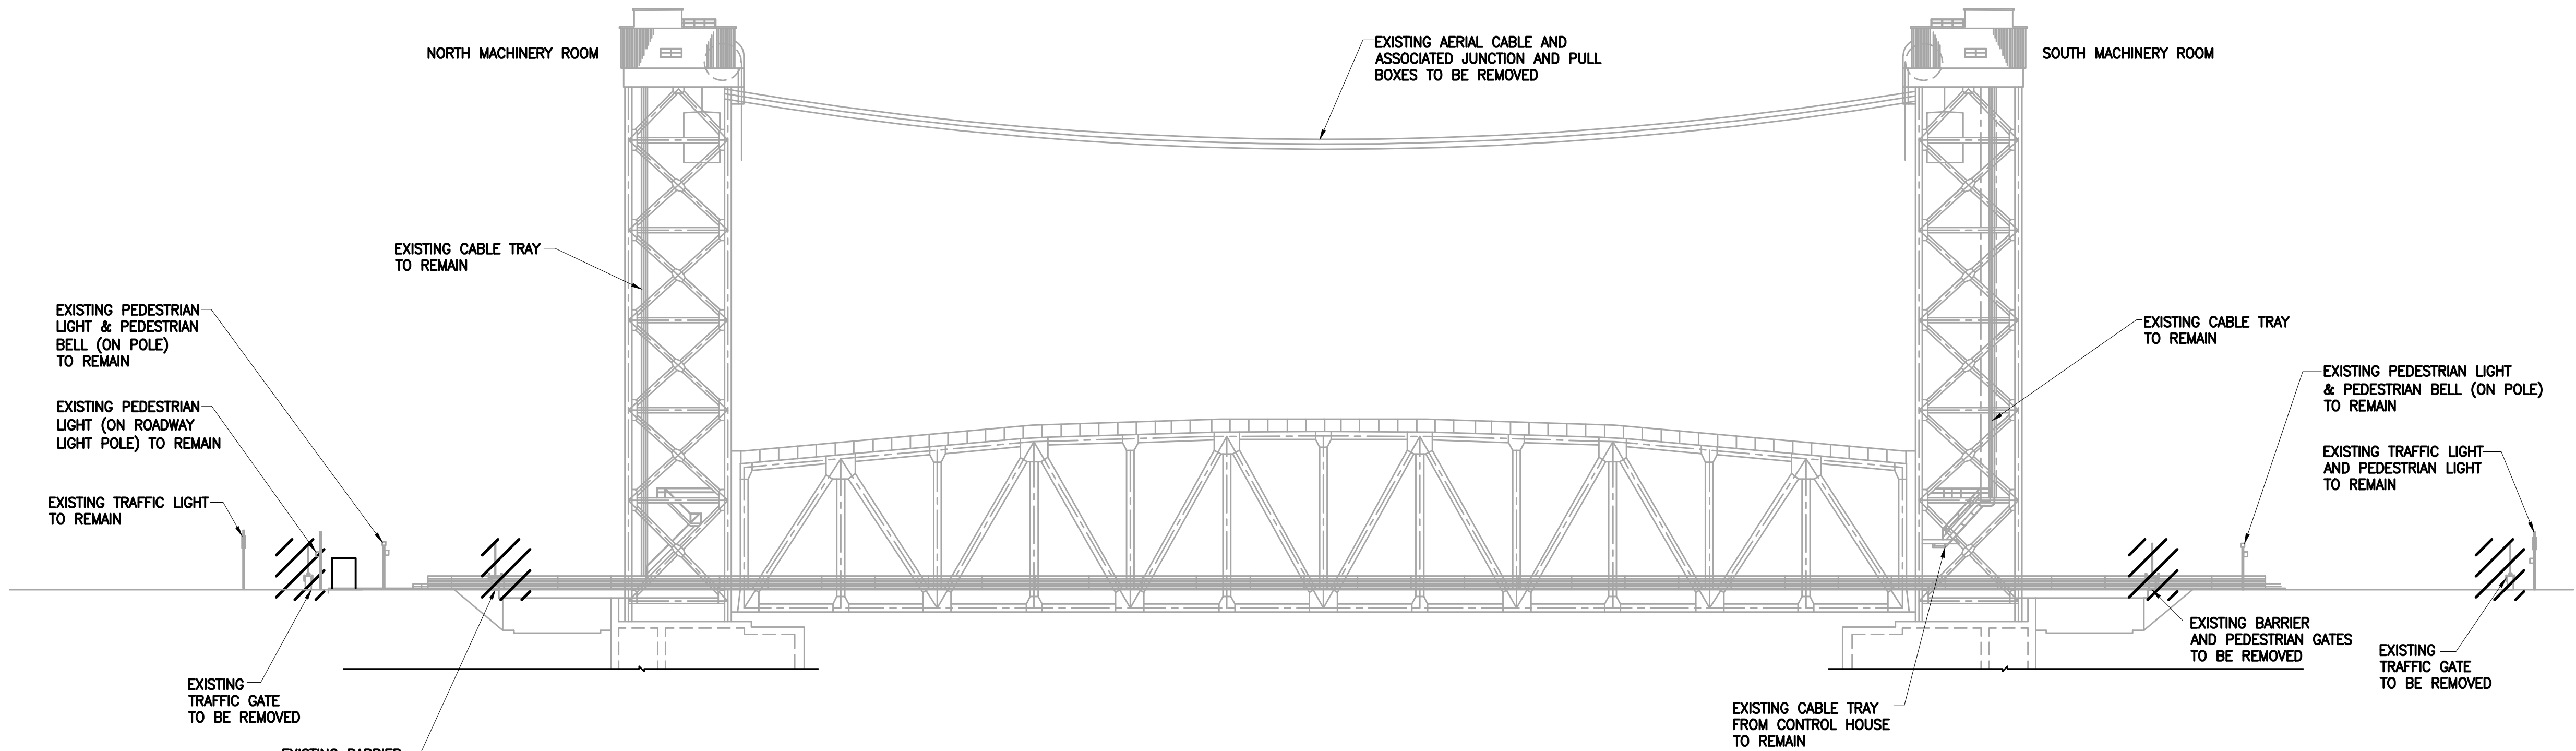 NORTH MACHINERY ROOM
EXISTING AERIAL CABLE AND
ASSOCIATED JUNCTION AND PULL
BOXES TO BE REMOVED
SOUTH MACHINERY ROOM
EXISTING CABLE TRAY
TO REMAIN
EXISTING PEDESTRIAN
LIGHT & PEDESTRIAN
BELL (ON POLE)
TO REMAIN
EXISTING PEDESTRIAN
LIGHT (ON ROADWAY
LIGHT POLE) TO REMAIN
EXISTING TRAFFIC LIGHT
TO REMAIN
EXISTING CABLE TRAY
TO REMAIN
EXISTING PEDESTRIAN LIGHT
& PEDESTRIAN BELL (ON POLE)
TO REMAIN
EXISTING TRAFFIC LIGHT
AND PEDESTRIAN LIGHT
TO REMAIN
EXISTING
TRAFFIC GATE
TO BE REMOVED
EXISTING BARRIER
EXISTING CABLE TRAY
FROM CONTROL HOUSE
TO REMAIN
EXISTING BARRIER
AND PEDESTRIAN GATES
TO BE REMOVED
EXISTING
TRAFFIC GATE
TO BE REMOVED